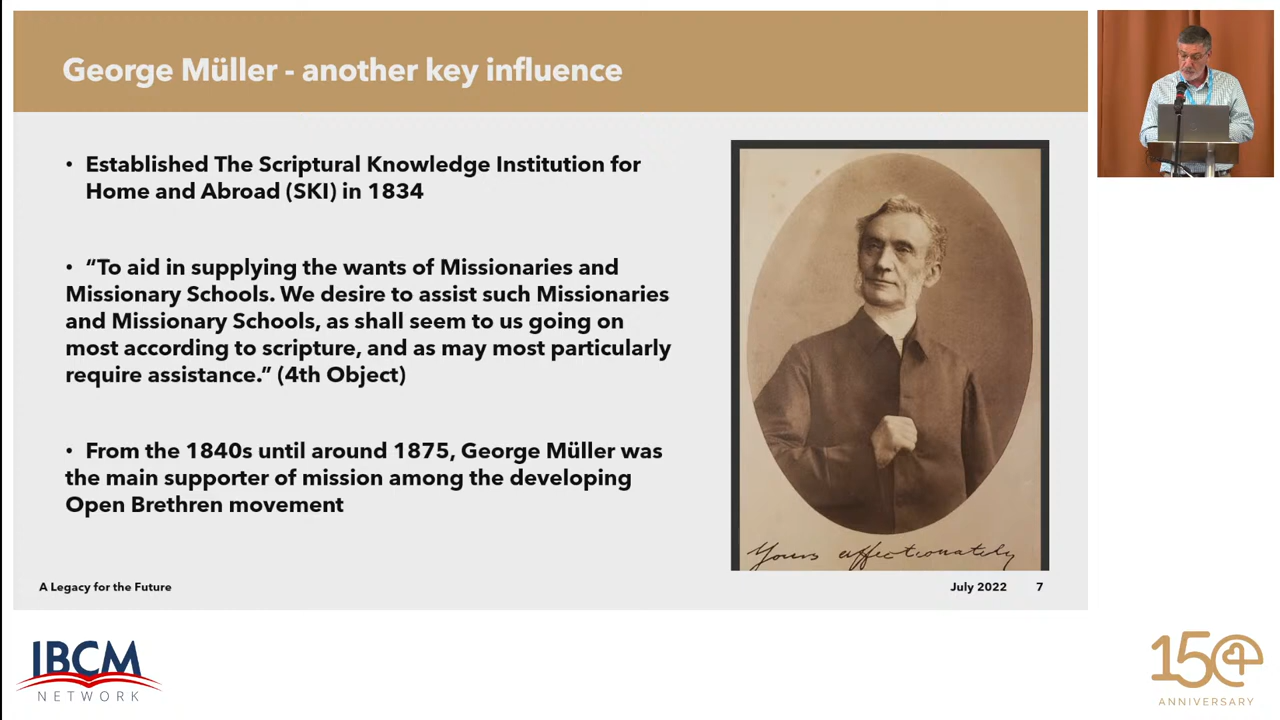 George Müller - another key influence
• Established The Scriptural Knowledge Institution for
Home and Abroad (SKI) in 1834
• “To aid in supplying the wants of Missionaries and
Missionary Schools. We desire to assist such Missionaries
and Missionary Schools, as shall seem to us going on
most according to scripture, and as may most particularly
require assistance.” (4th Object)
• From the 1840s until around 1875, George Müller was
the main supporter of mission among the developing
Open Brethren movement
Yours affectionately
A Legacy for the Future
July 2022 7
IBCM
NETWORK
150
ANNIVERSARY